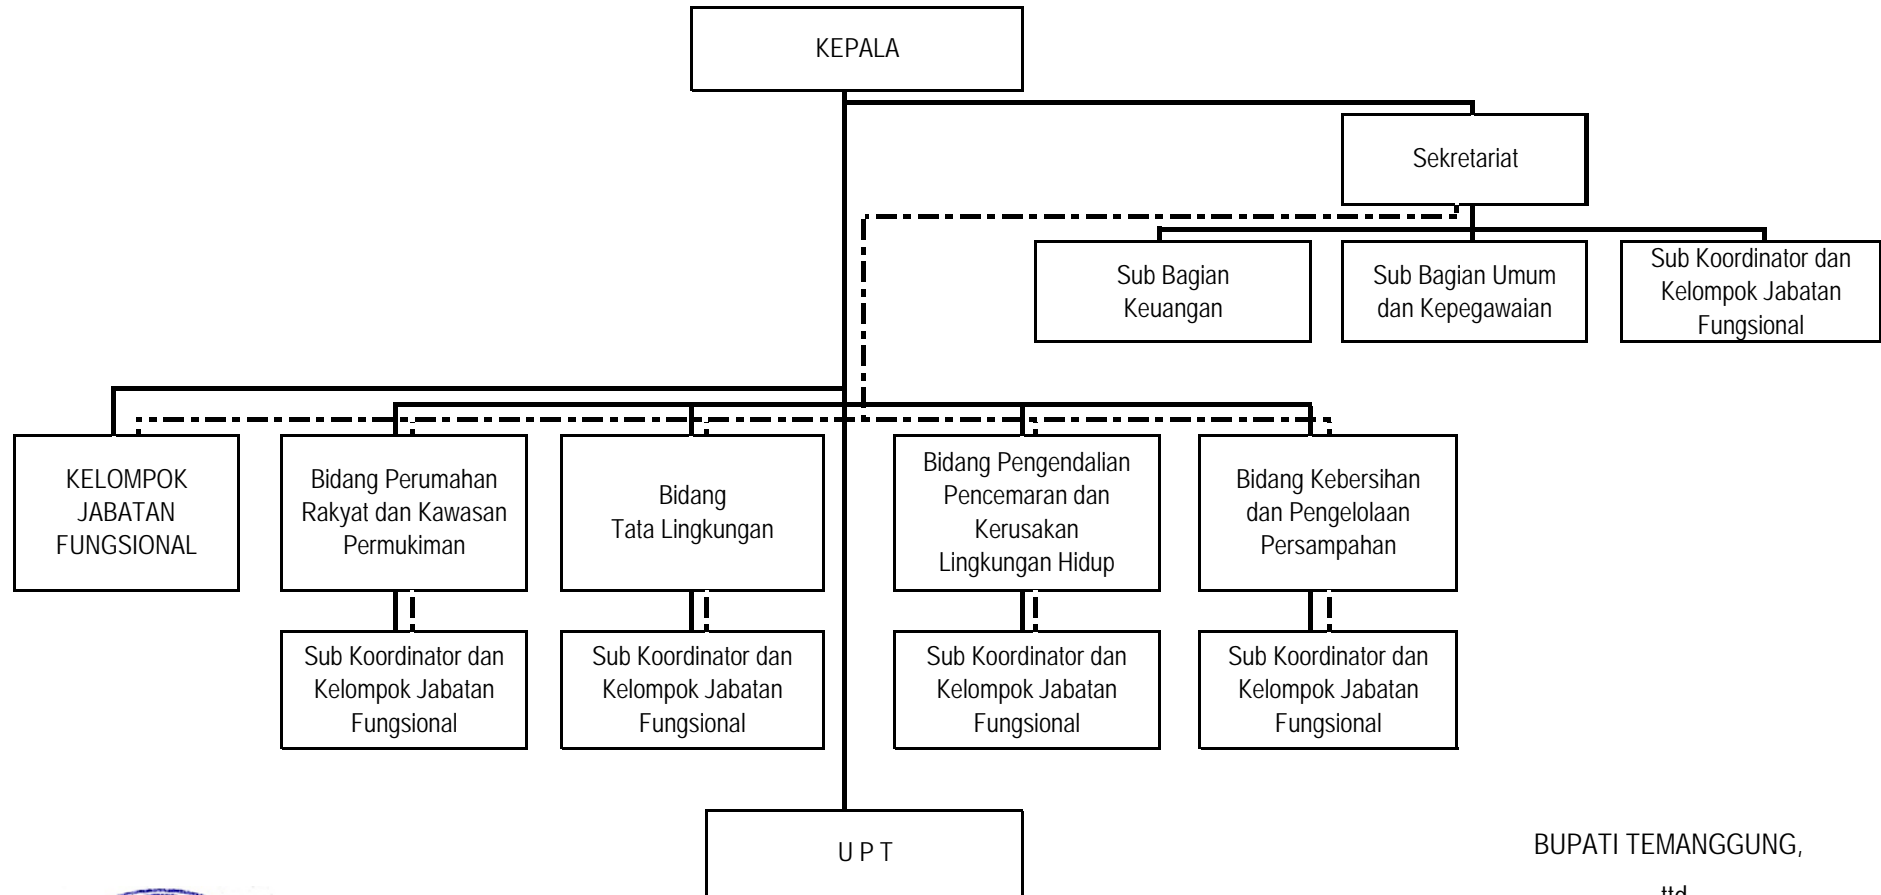 KEPALA
Sekretariat
Sub Bagian
Keuangan
Sub Bagian Umum
dan Kepegawaian
Sub Koordinator dan
Kelompok Jabatan
Fungsional
KELOMPOK
JABATAN
FUNGSIONAL
Bidang Perumahan
Rakyat dan Kawasan
Permukiman
Bidang
Tata Lingkungan
Bidang Pengendalian
Pencemaran dan
Kerusakan
Lingkungan Hidup
Bidang Kebersihan
dan Pengelolaan
Persampahan
Sub Koordinator dan
Kelompok Jabatan
Fungsional
Sub Koordinator dan
Kelompok Jabatan
Fungsional
Sub Koordinator dan
Kelompok Jabatan
Fungsional
Sub Koordinator dan
Kelompok Jabatan
Fungsional
U P T
BUPATI TEMANGGUNG,
ttd